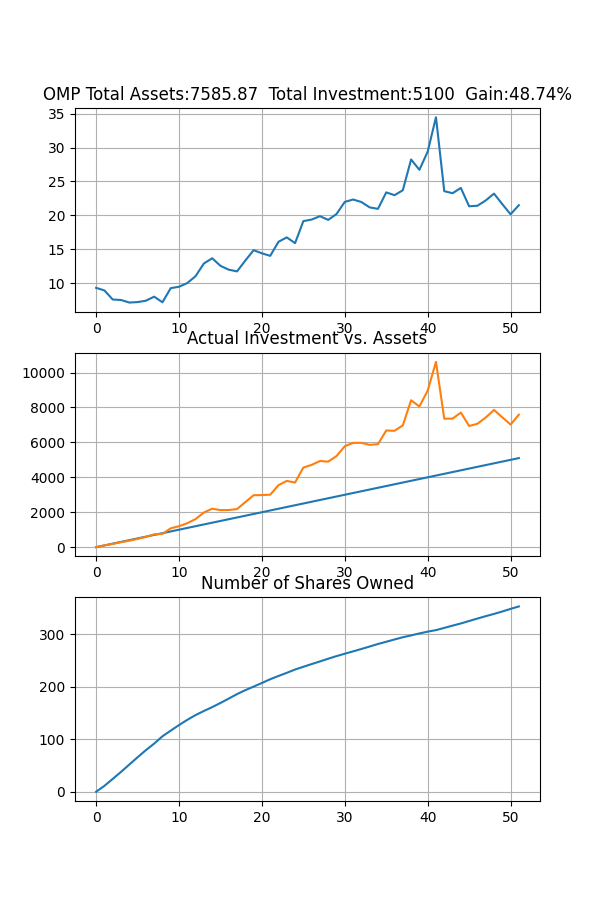 OMP Total Assets:7585.87  Total Investment:5100  Gain:48.74%
35
30
25
20
15
10
0 10 20 30 40 50
Actual Investment vs. Assets
10000
8000
6000
4000
2000
0
0 10 20 30 40 50
Number of Shares Owned
300
200
100
0
0 10 20 30 40 50